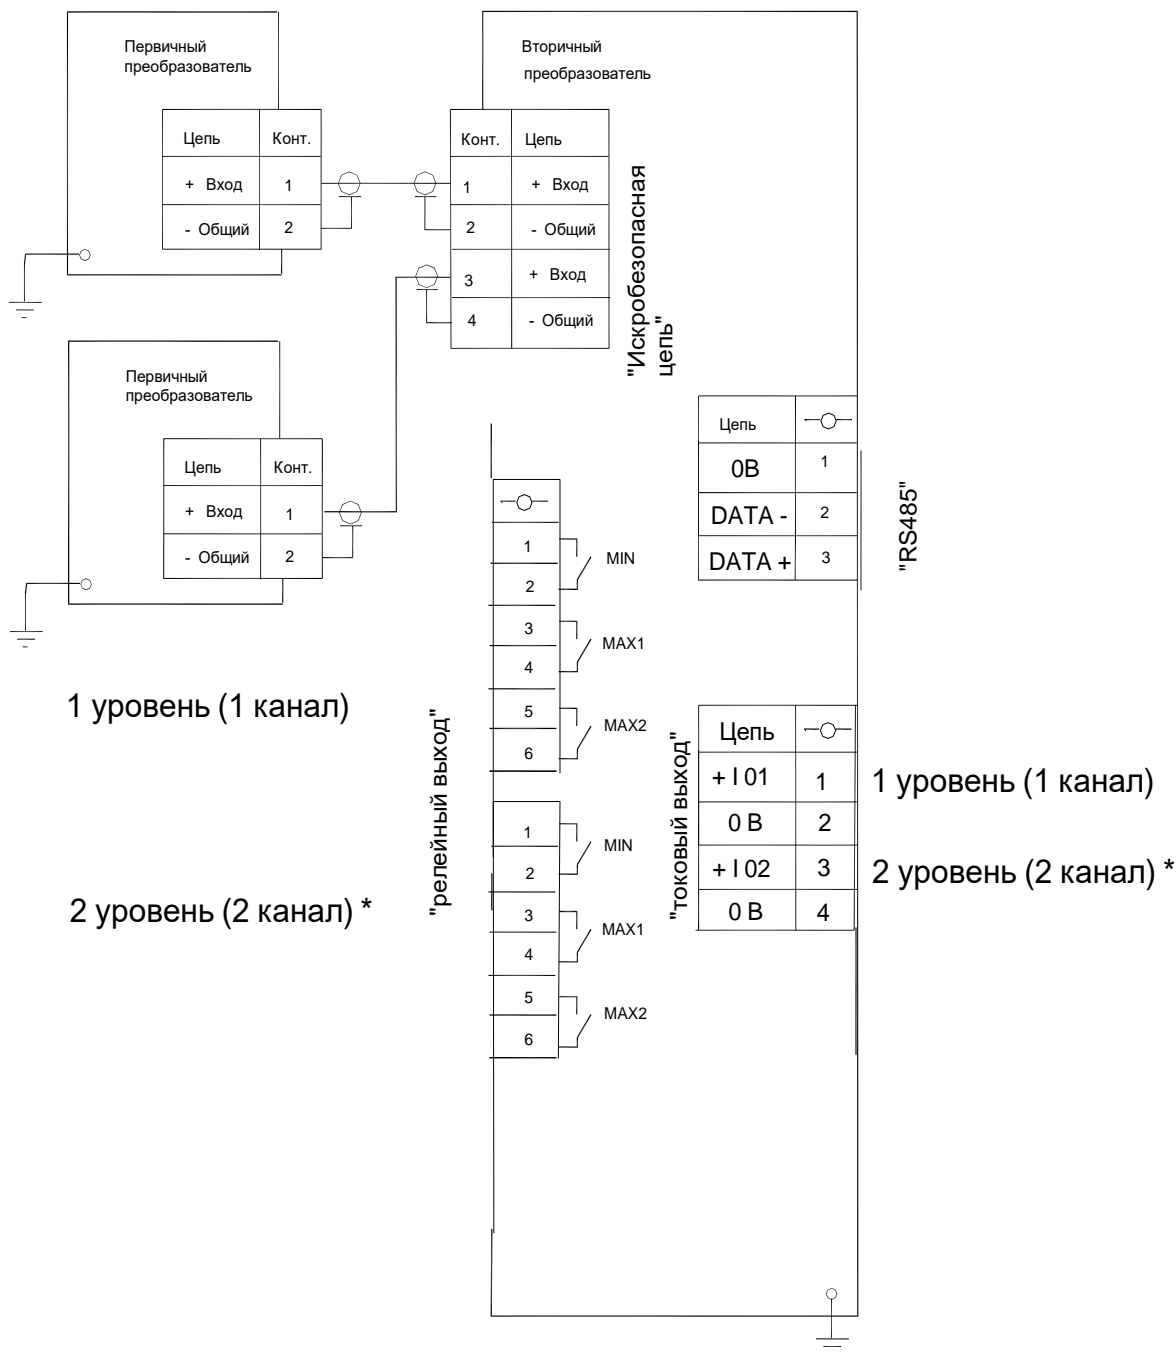 Первичный
преобразователь
Цепь Конт.
+ Вход 1
- Общий 2
Вторичный
преобразователь
Конт. Цепь
1 + Вход
2 - Общий
3 + Вход
4 - Общий
"Искробезопасная
цепь"
Первичный
преобразователь
Цепь Конт.
+ Вход 1
- Общий 2
Цепь
0В 1
DATA - 2
DATA + 3
"RS485"
1 уровень (1 канал)
"релейный выход"
1
2
MIN
3
4
MAX1
5
6
MAX2
2 уровень (2 канал) *
1
2
MIN
3
4
MAX1
5
6
MAX2
"токовый выход"
Цепь
+ I 01 1
0 В 2
+ I 02 3
0 В 4
1 уровень (1 канал)
2 уровень (2 канал) *